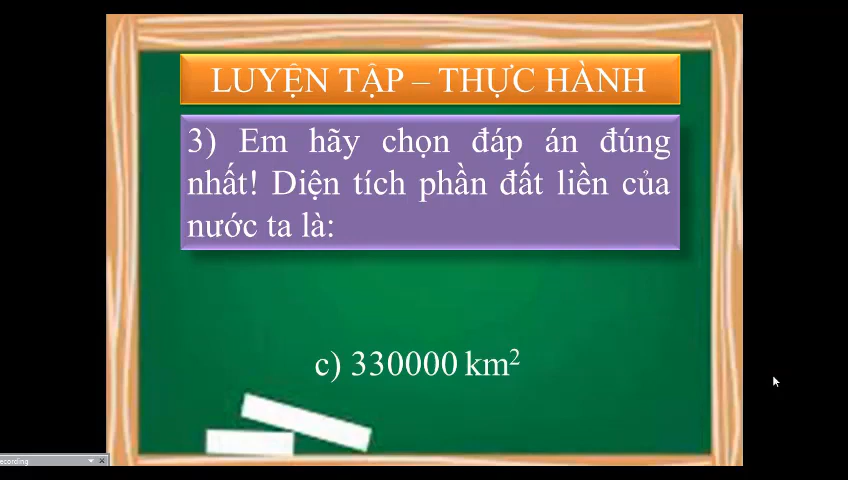 LUYỆN TẬP – THỰC HÀNH
3) Em hãy chọn đáp án đúng
nhất! Diện tích phần đất liền của
nước ta là:
c) 330000 km²
ecording